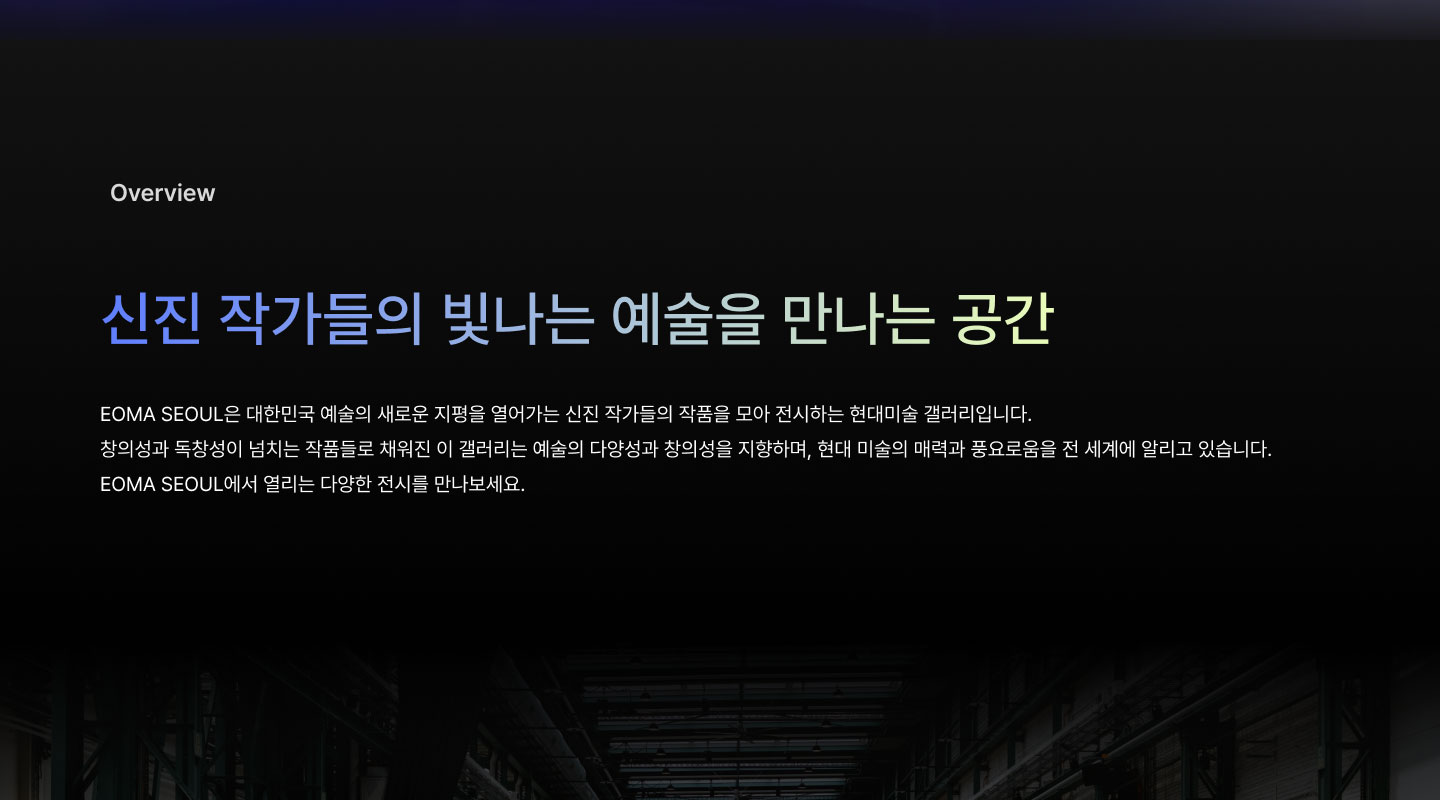 Overview
신진 작가들의 빛나는 예술을 만나는 공간
EOMA SEOUL은 대한민국 예술의 새로운 지평을 열어가는 신진 작가들의 작품을 모아 전시하는 현대미술 갤러리입니다.
창의성과 독창성이 넘치는 작품들로 채워진 이 갤러리는 예술의 다양성과 창의성을 지향하며, 현대 미술의 매력과 풍요로움을 전 세계에 알리고 있습니다.
EOMA SEOUL에서 열리는 다양한 전시를 만나보세요.